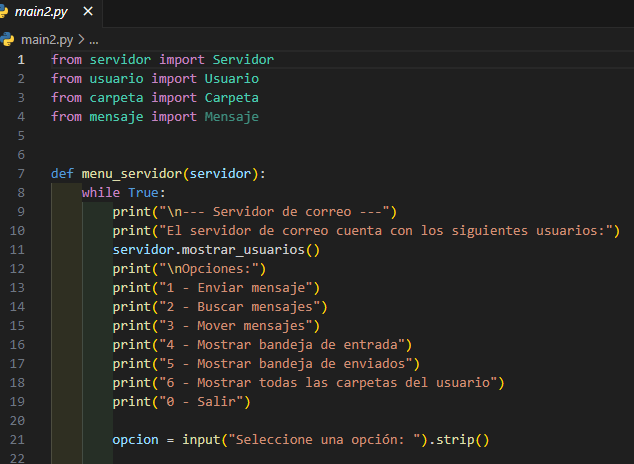 main2.py ×
main2.py > ...
1 from servidor import Servidor
2 from usuario import Usuario
3 from carpeta import Carpeta
4 from mensaje import Mensaje
5
6
7 def menu_servidor(servidor):
8     while True:
9         print("\n--- Servidor de correo ---")
10         print("El servidor de correo cuenta con los siguientes usuarios:")
11         servidor.mostrar_usuarios()
12         print("\nOpciones:")
13         print("1 - Enviar mensaje")
14         print("2 - Buscar mensajes")
15         print("3 - Mover mensajes")
16         print("4 - Mostrar bandeja de entrada")
17         print("5 - Mostrar bandeja de enviados")
18         print("6 - Mostrar todas las carpetas del usuario")
19         print("0 - Salir")
20
21         opcion = input("Seleccione una opción: ").strip()
22